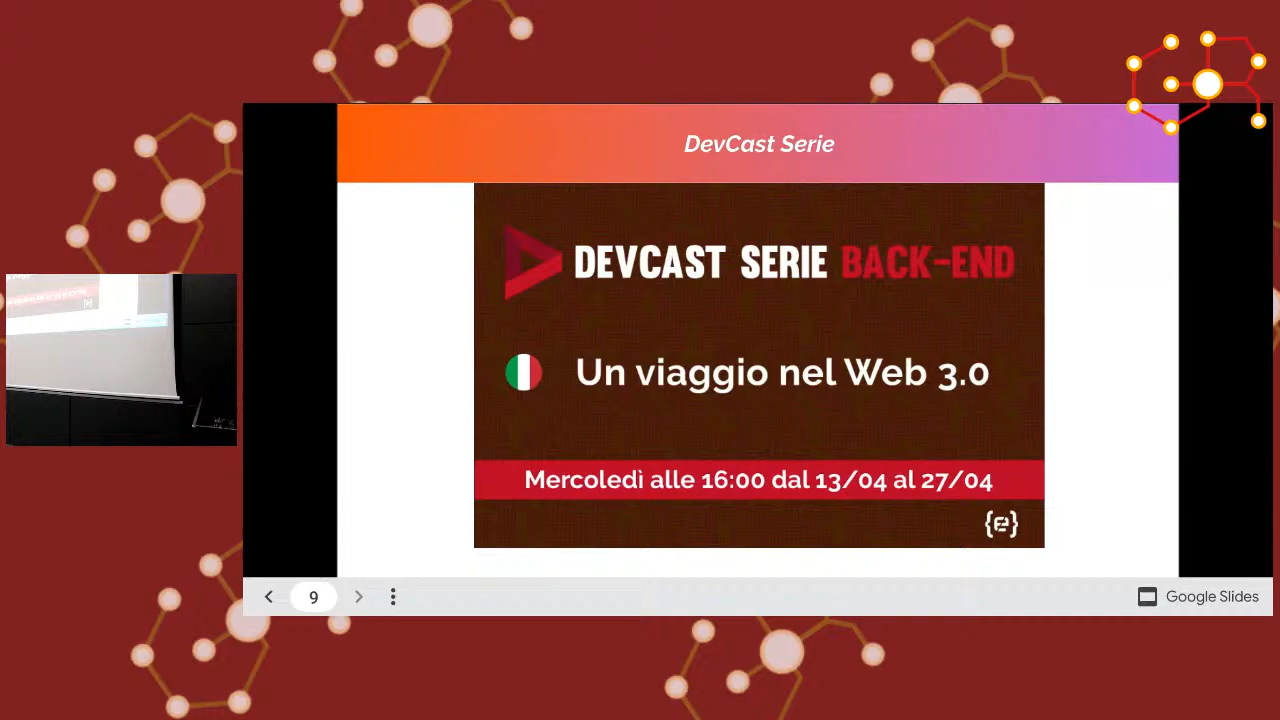 DevCast Serie
DEVCAST SERIE BACK-END
Un viaggio nel Web 3.0
Mercoledì alle 16:00 dal 13/04 al 27/04
{e}
9
Google Slides